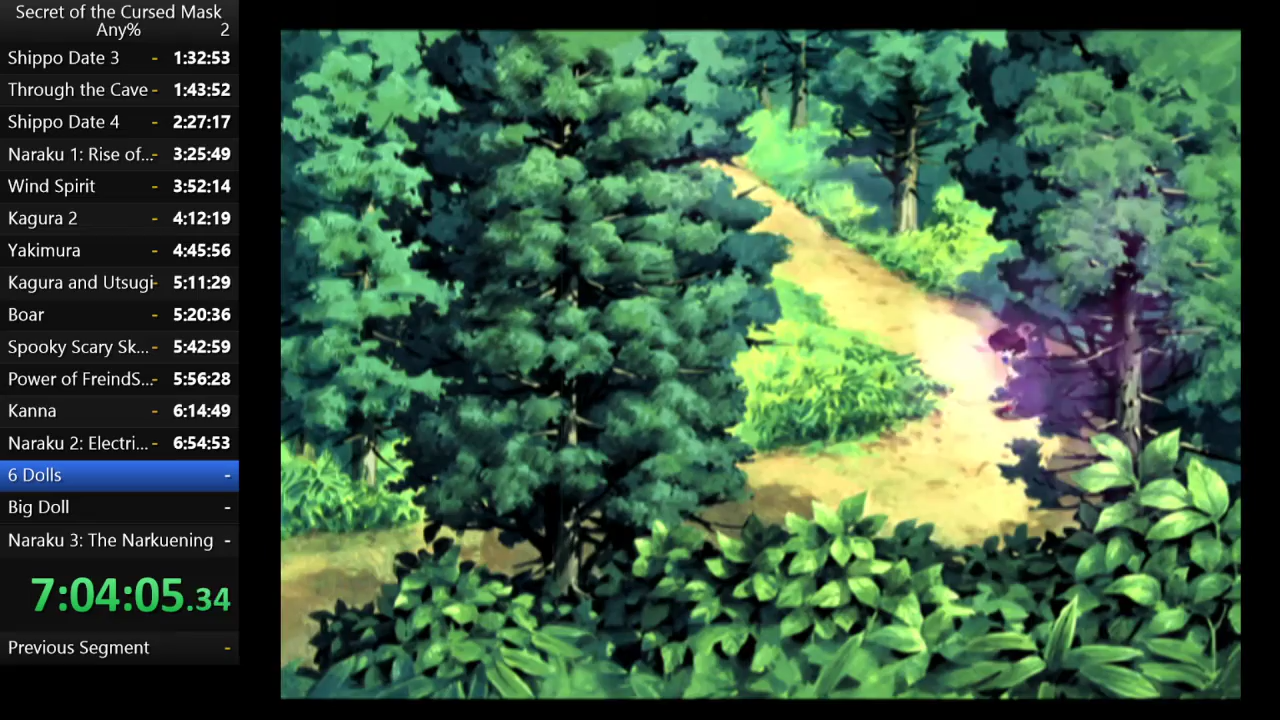 Secret of the Cursed Mask
Any% 2
Shippo Date 3 - 1:32:53
Through the Cave - 1:43:52
Shippo Date 4 - 2:27:17
Naraku 1: Rise of... - 3:25:49
Wind Spirit - 3:52:14
Kagura 2 - 4:12:19
Yakimura - 4:45:56
Kagura and Utsugi - 5:11:29
Boar - 5:20:36
Spooky Scary Sk... - 5:42:59
Power of FreindS... - 5:56:28
Kanna - 6:14:49
Naraku 2: Electri... - 6:54:53
6 Dolls -
Big Doll -
Naraku 3: The Narkuening -
7:04:05.34
Previous Segment -